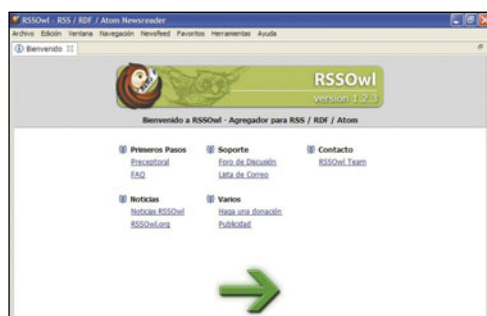 RSSOwl - RSS / RDF / Atom Newsreader
Archivo Edición Ventana Navegación Newsfeed Favoritos Herramientas Ayuda
Bienvenido
RSSOwl
version 1.2.3
Bienvenido a RSSOwl - Agregador para RSS / RDF / Atom
Primeros Pasos Soporte Contacto
Preceptoral Foro de Discusión RSSOwl Team
FAQ Lista de Correo
Noticias Varios
Noticias RSSOwl Haga una donación
RSSOwl.org Publicidad